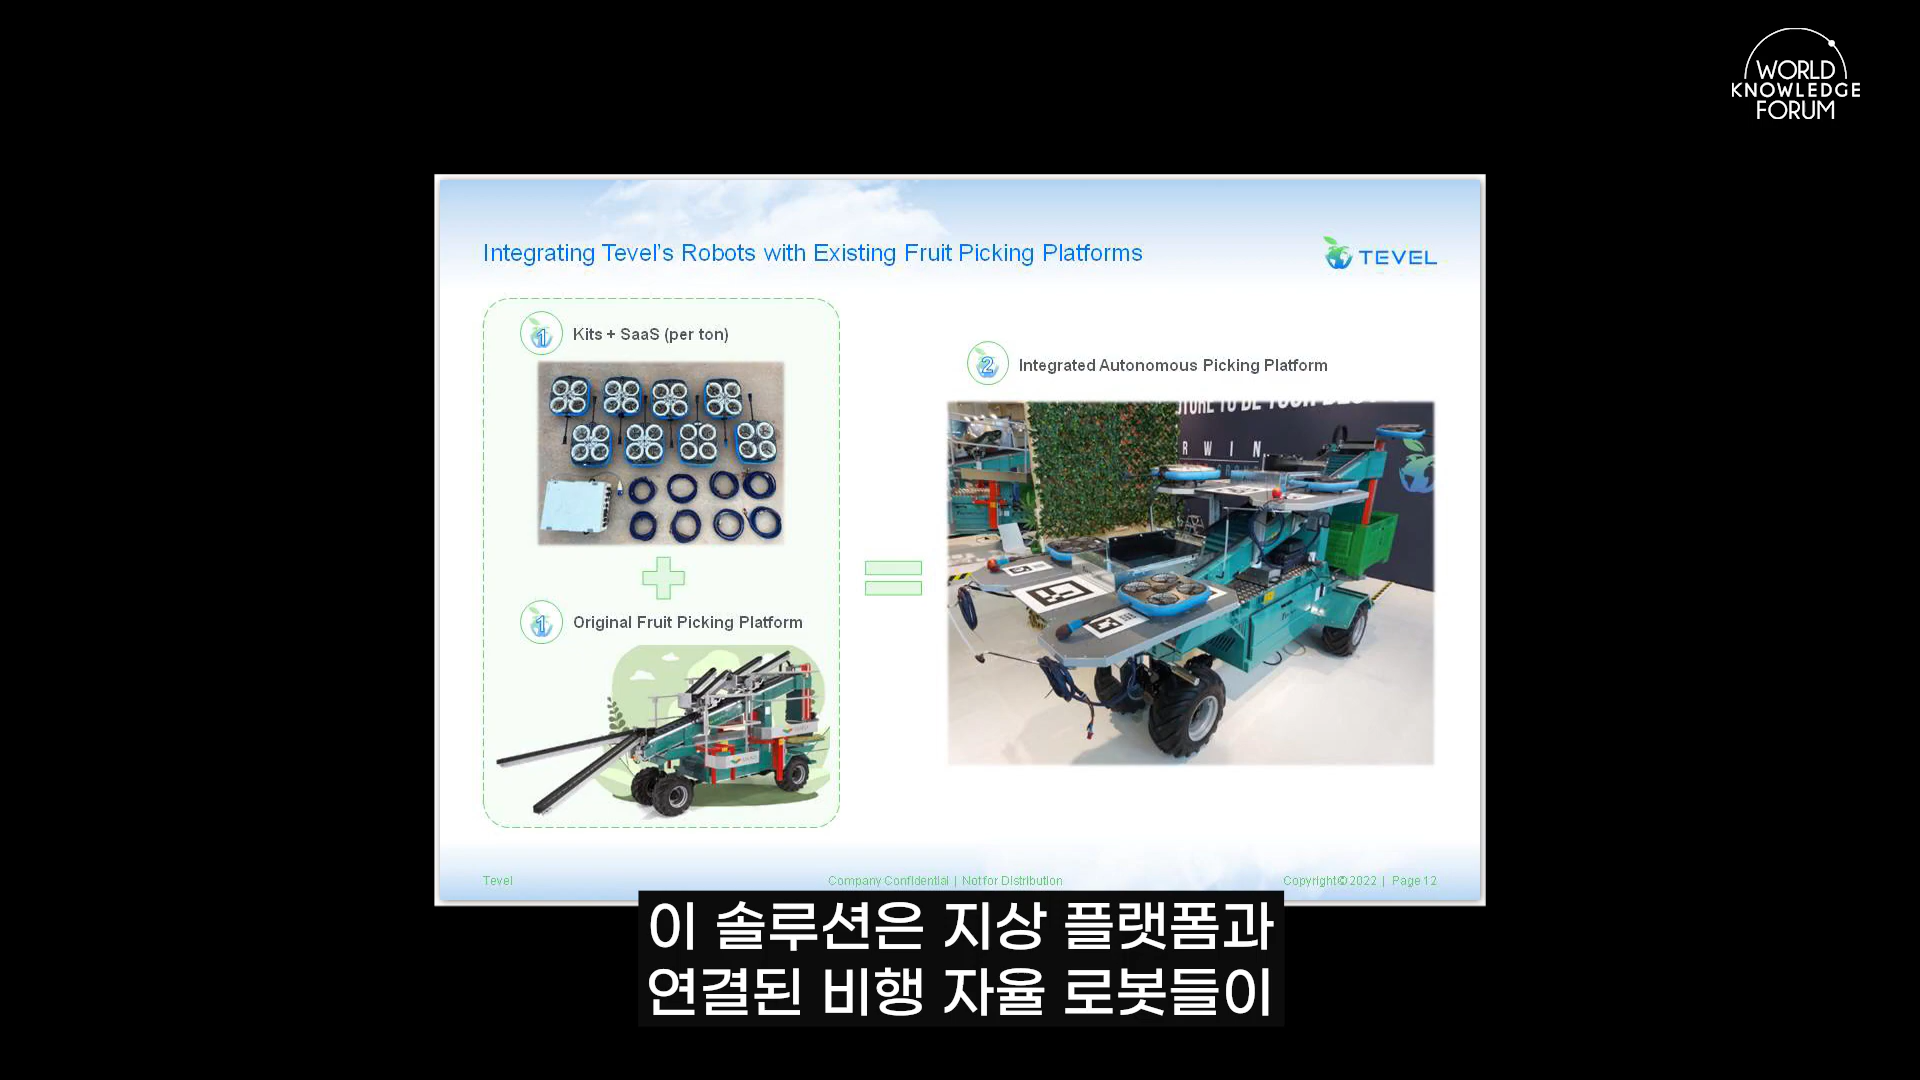 WORLD
KNOWLEDGE
FORUM
Integrating Tevel's Robots with Existing Fruit Picking Platforms
TEVEL
1 Kits + SaaS (per ton)
1 Original Fruit Picking Platform
2 Integrated Autonomous Picking Platform
RWIN
Tevel
Company Confidential | Not for Distribution
Copyright©2022 | Page 12
이 솔루션은 지상 플랫폼과
연결된 비행 자율 로봇들이